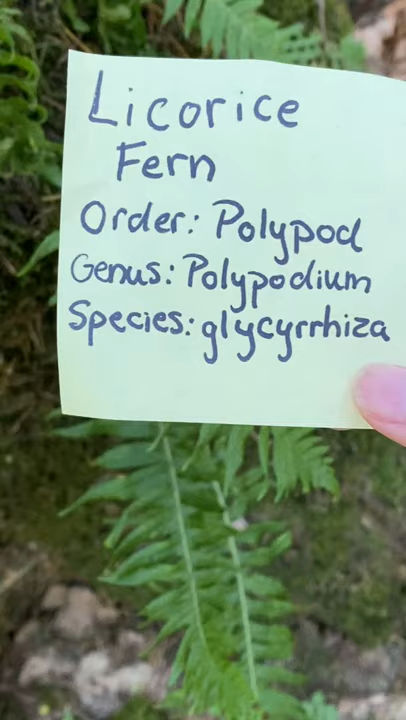 Licorice
Fern
Order: Polypod
Genus: Polypodium
Species: glycyrrhiza